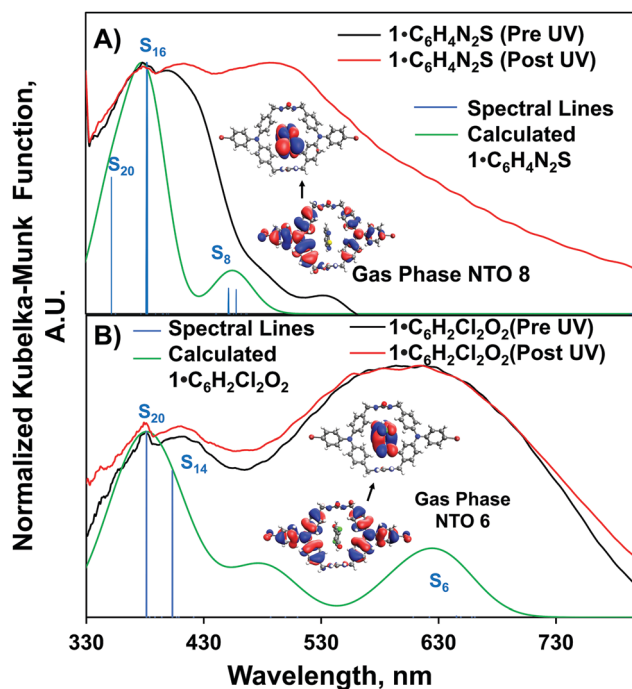 Normalized Kubelka-Munk Function,
A.U.
A)
S₁₆
1•C₆H₄N₂S (Pre UV)
1•C₆H₄N₂S (Post UV)
Spectral Lines
Calculated
1•C₆H₄N₂S
S₂₀
S₈
Gas Phase NTO 8
B)
Spectral Lines
Calculated
1•C₆H₂Cl₂O₂
1•C₆H₂Cl₂O₂(Pre UV)
1•C₆H₂Cl₂O₂(Post UV)
S₂₀
S₁₄
Gas Phase
NTO 6
S₆
330 430 530 630 730
Wavelength, nm